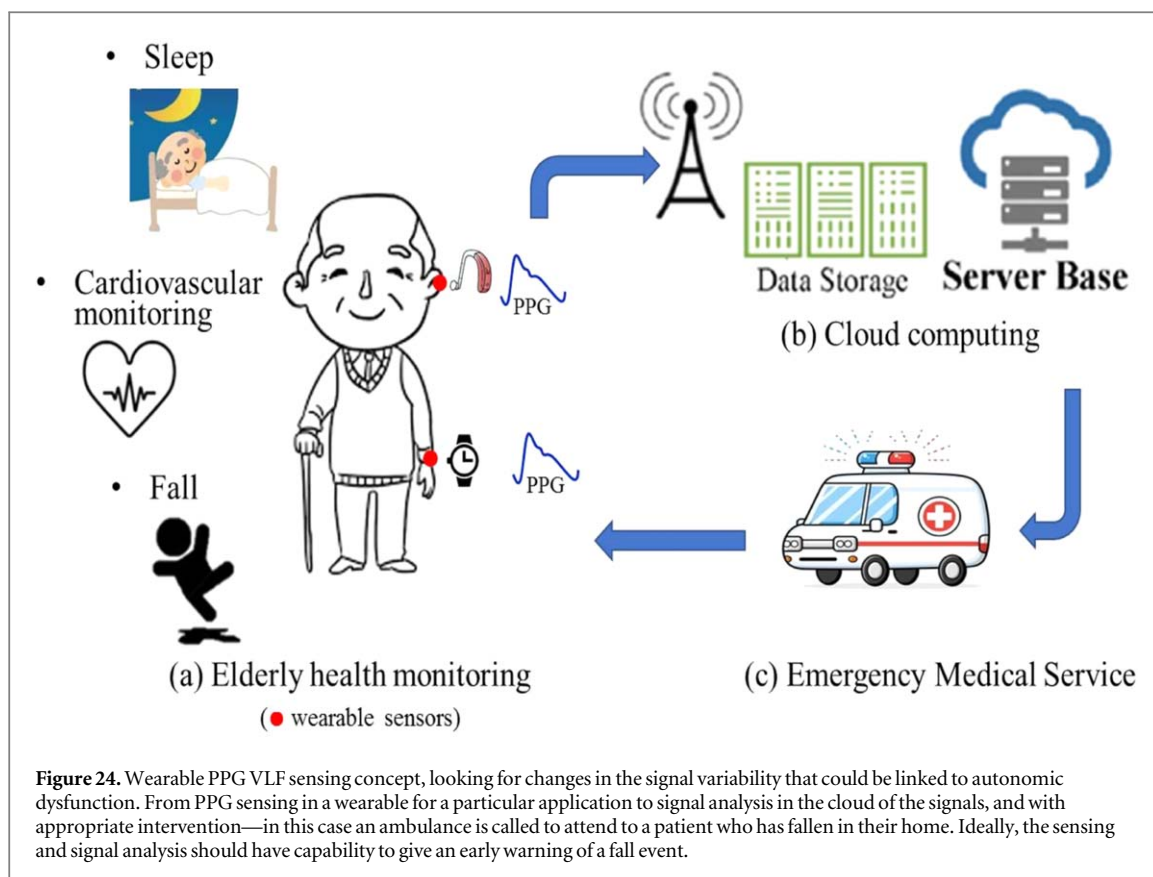 • Sleep
• Cardiovascular
monitoring
• Fall
PPG
PPG
(a) Elderly health monitoring
(● wearable sensors)
Data Storage
Server Base
(b) Cloud computing
(c) Emergency Medical Service
Figure 24. Wearable PPG VLF sensing concept, looking for changes in the signal variability that could be linked to autonomic
dysfunction. From PPG sensing in a wearable for a particular application to signal analysis in the cloud of the signals, and with
appropriate intervention—in this case an ambulance is called to attend to a patient who has fallen in their home. Ideally, the sensing
and signal analysis should have capability to give an early warning of a fall event.